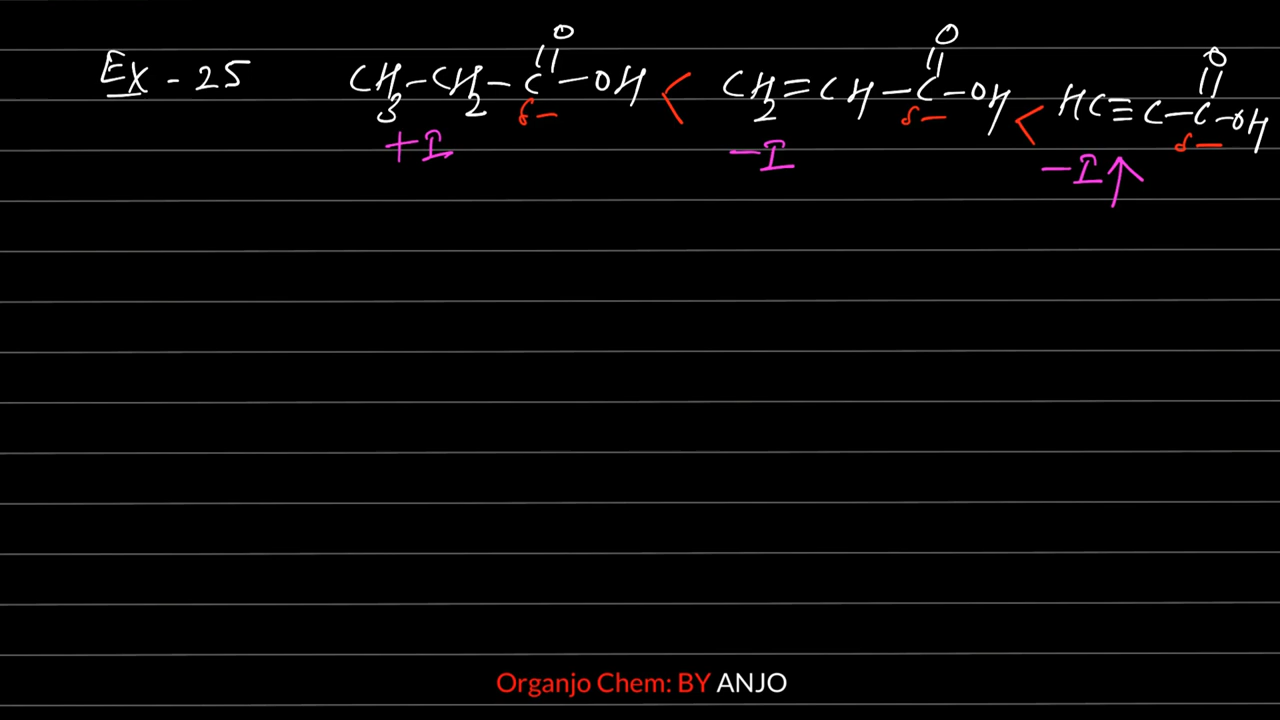 Ex - 25 CH3-CH2-C(=O)-OH < CH2=CH-C(=O)-OH < HC≡C-C(=O)-OH
δ- δ- δ-
+I -I -I↑
Organjo Chem: BY ANJO